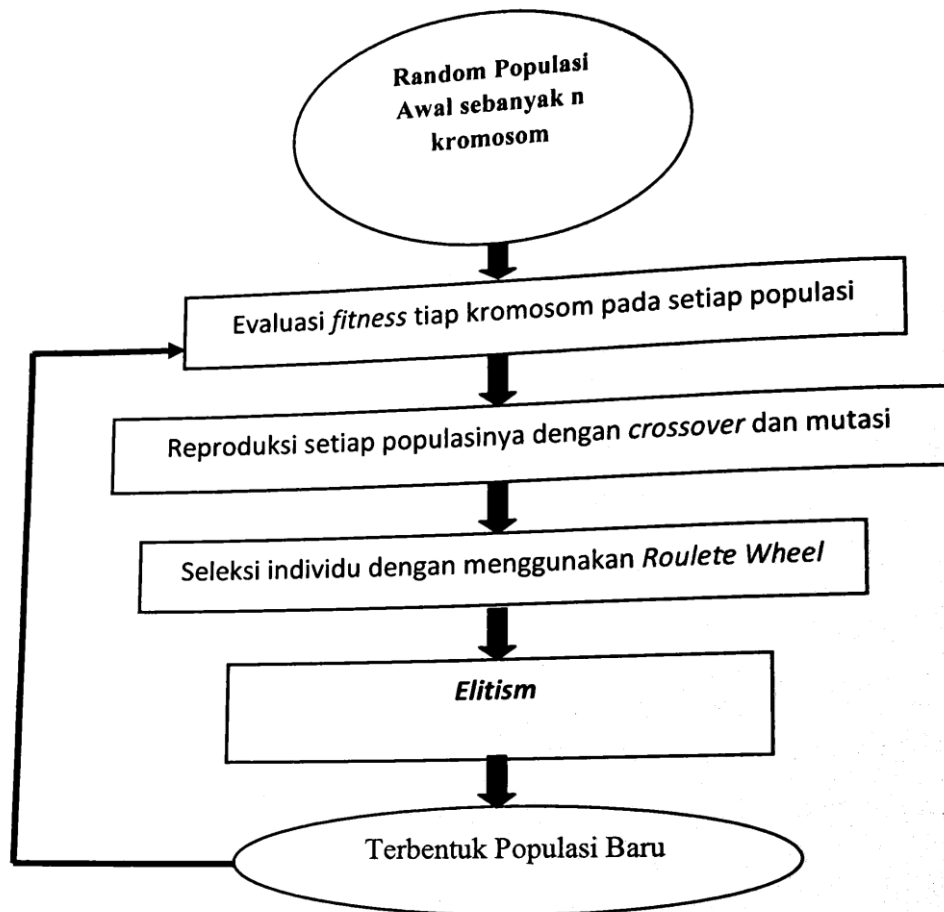 Random Populasi
Awal sebanyak n
kromosom
Evaluasi fitness tiap kromosom pada setiap populasi
Reproduksi setiap populasinya dengan crossover dan mutasi
Seleksi individu dengan menggunakan Roulete Wheel
Elitism
Terbentuk Populasi Baru